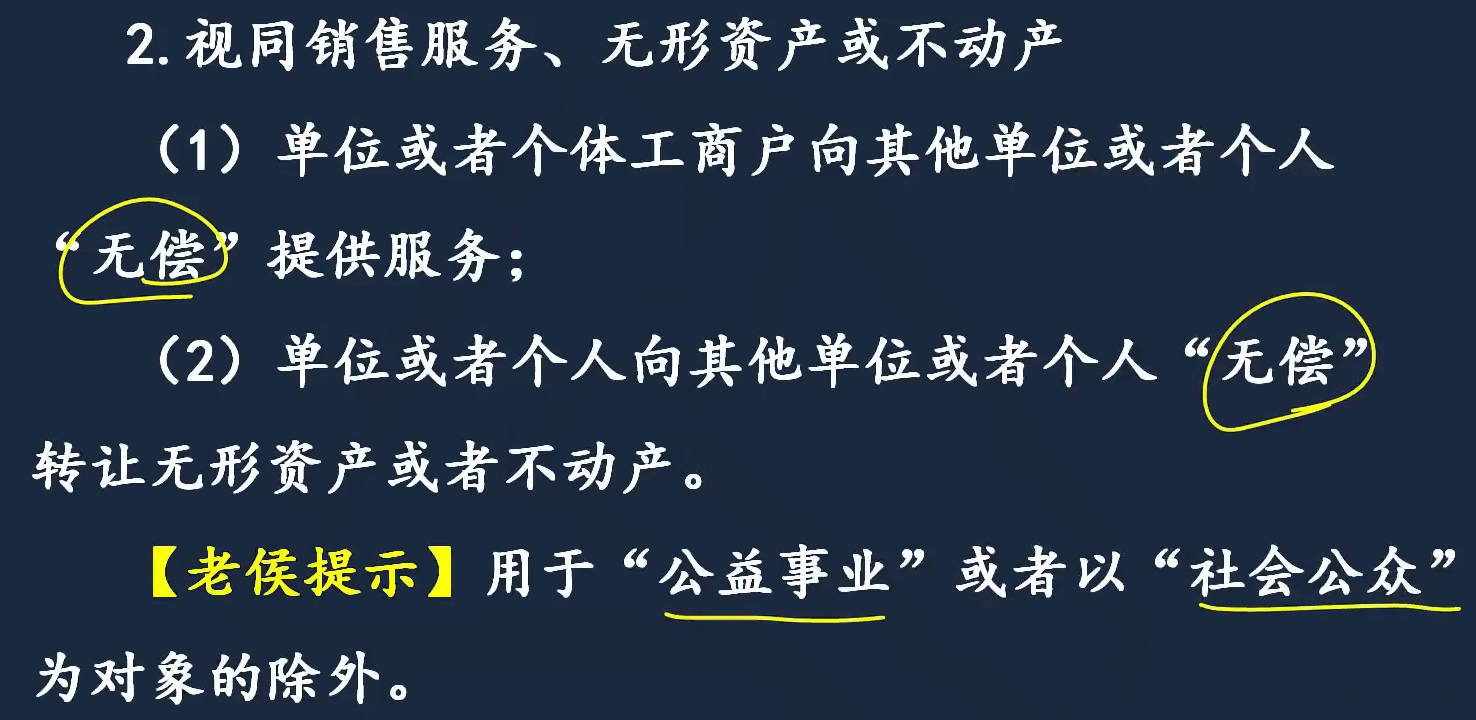 2.视同销售服务、无形资产或不动产
（1）单位或者个体工商户向其他单位或者个人
“无偿”提供服务；
（2）单位或者个人向其他单位或者个人“无偿”
转让无形资产或者不动产。
【老侯提示】用于“公益事业”或者以“社会公众”
为对象的除外。